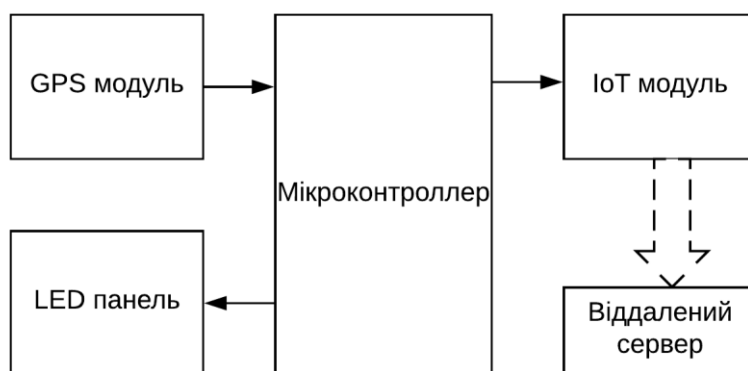 GPS модуль
Мікроконтроллер
IoT модуль
LED панель
Віддалений
сервер